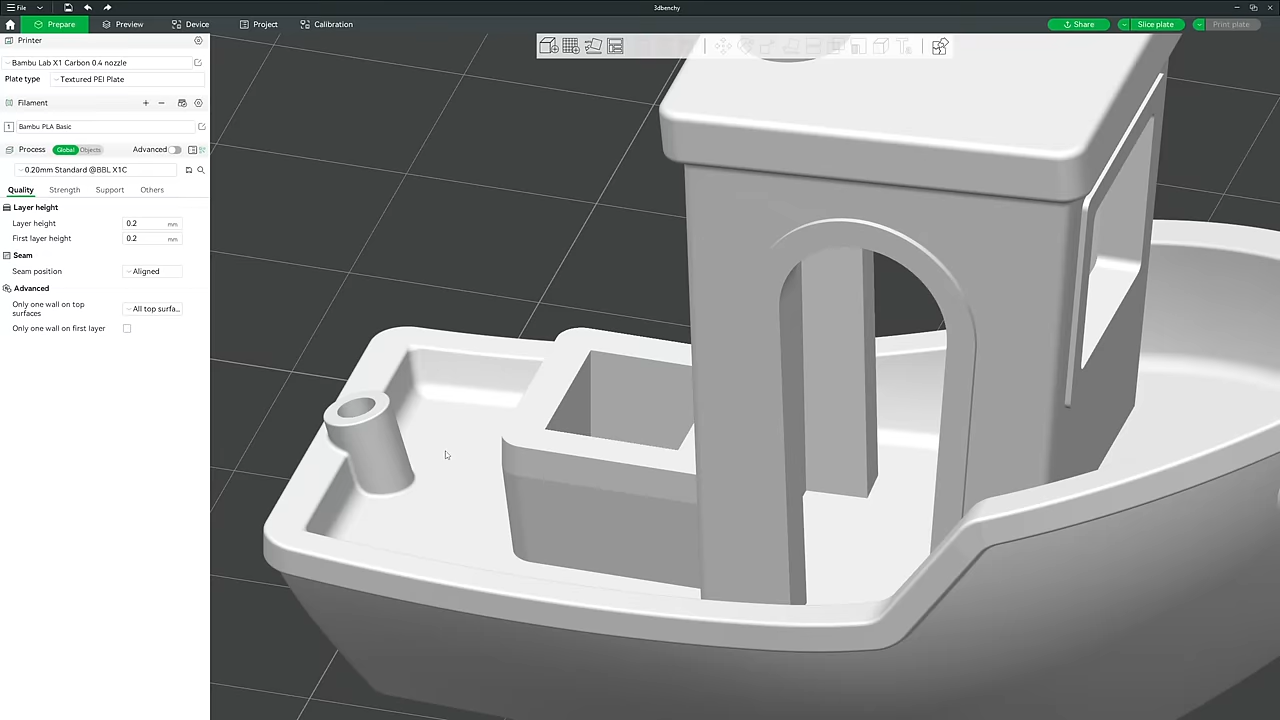 File
3dbenchy
Prepare
Preview
Device
Project
Calibration
Share
Slice plate
Print plate
Printer
Bambu Lab X1 Carbon 0.4 nozzle
Plate type
Textured PEI Plate
Filament
1
Bambu PLA Basic
Process
Global
Objects
Advanced
0.20mm Standard @BBL X1C
Quality
Strength
Support
Others
Layer height
Layer height
0.2
mm
First layer height
0.2
mm
Seam
Seam position
Aligned
Advanced
Only one wall on top
surfaces
All top surfa...
Only one wall on first layer